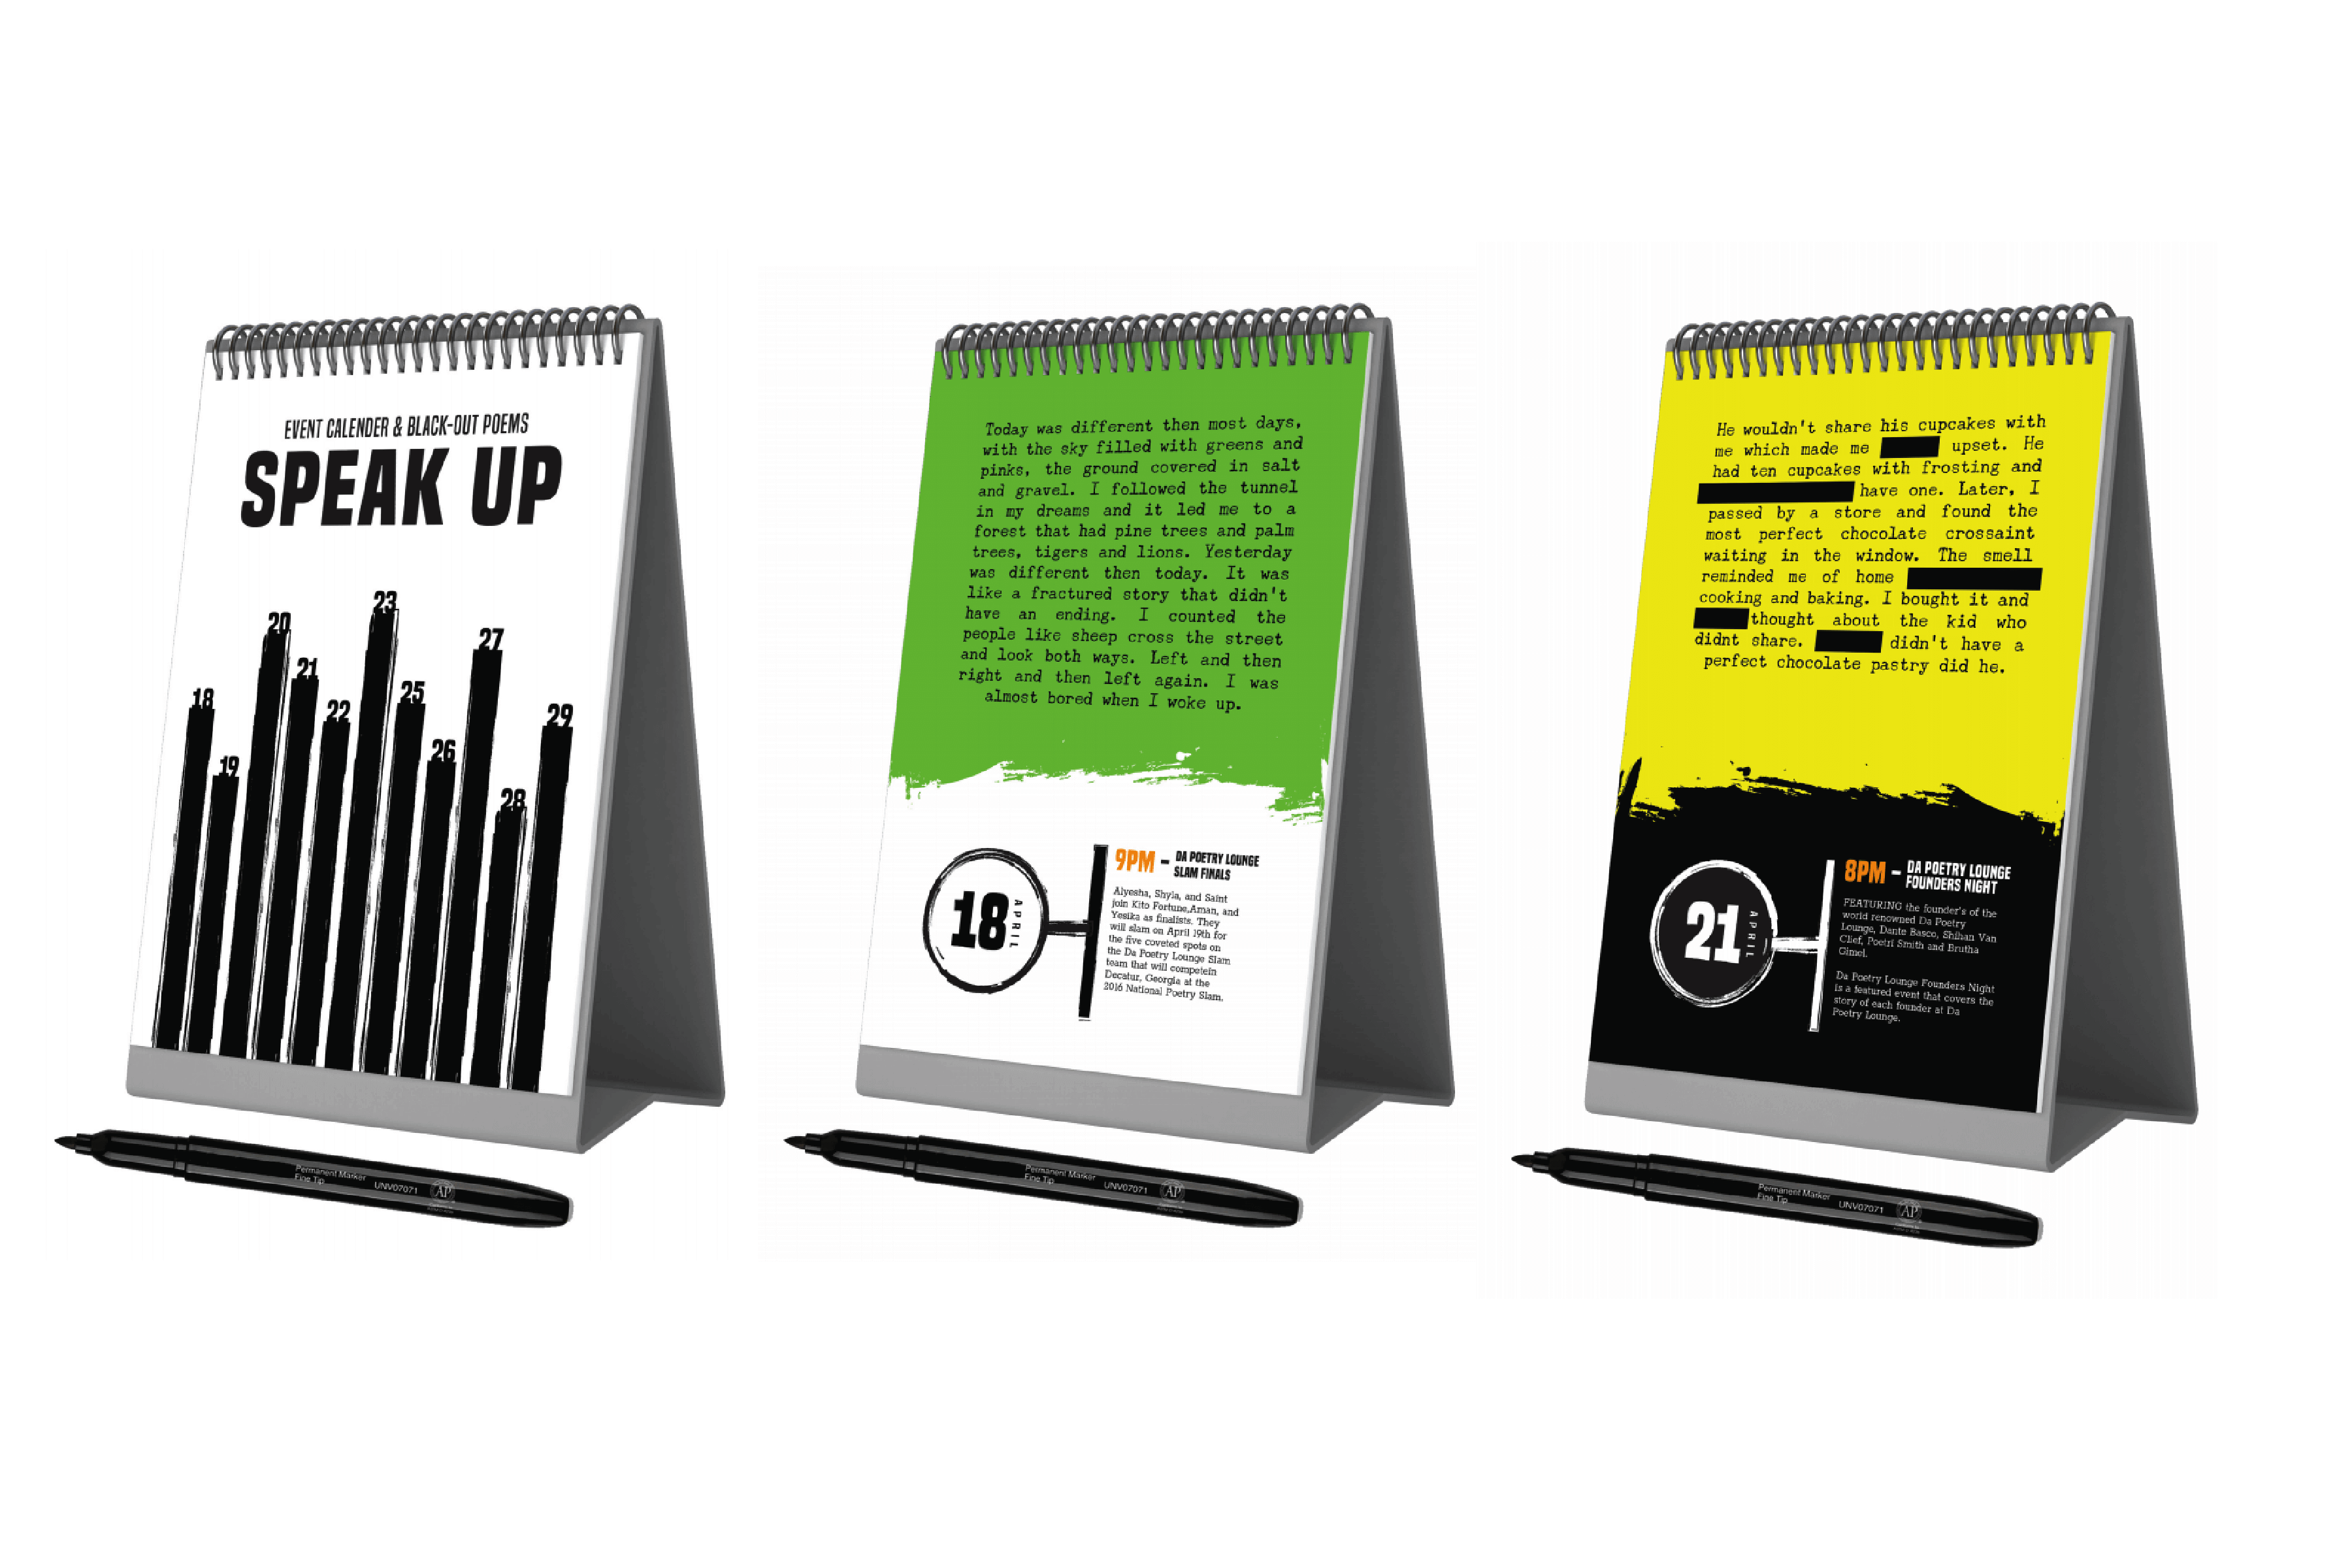 EVENT CALENDER & BLACK-OUT POEMS
SPEAK UP
18
19
20
21
22
23
25
26
27
28
29
Permanent Marker
Fine Tip
UNV07071
AP
Today was different then most days,
with the sky filled with greens and
pinks, the ground covered in salt
and gravel. I followed the tunnel
in my dreams and it led me to a
forest that had pine trees and palm
trees, tigers and lions. Yesterday
was different then today. It was
like a fractured story that didn't
have an ending. I counted the
people like sheep cross the street
and look both ways. Left and then
right and then left again. I was
almost bored when I woke up.
18
APRIL
9PM – DA POETRY LOUNGE
SLAM FINALS
Alyesha, Shyla, and Saint
join Kito Fortune,Aman, and
Yesika as finalists. They
will slam on April 19th for
the five coveted spots on
the Da Poetry Lounge Slam
team that will competein
Decatur, Georgia at the
2016 National Poetry Slam.
Permanent Marker
Fine Tip
UNV07071
AP
He wouldn't share his cupcakes with
me which made me upset. He
had ten cupcakes with frosting and
have one. Later, I
passed by a store and found the
most perfect chocolate crossaint
waiting in the window. The smell
reminded me of home
cooking and baking. I bought it and
thought about the kid who
didnt share. didn't have a
perfect chocolate pastry did he.
21
APRIL
8PM – DA POETRY LOUNGE
FOUNDERS NIGHT
FEATURING the founder's of the
world renowned Da Poetry
Lounge, Dante Basco, Shihan Van
Clief, Poetri Smith and Brutha
Gimel.
Da Poetry Lounge Founders Night
is a featured event that covers the
story of each founder at Da
Poetry Lounge.
Permanent Marker
Fine Tip
UNV07071
AP